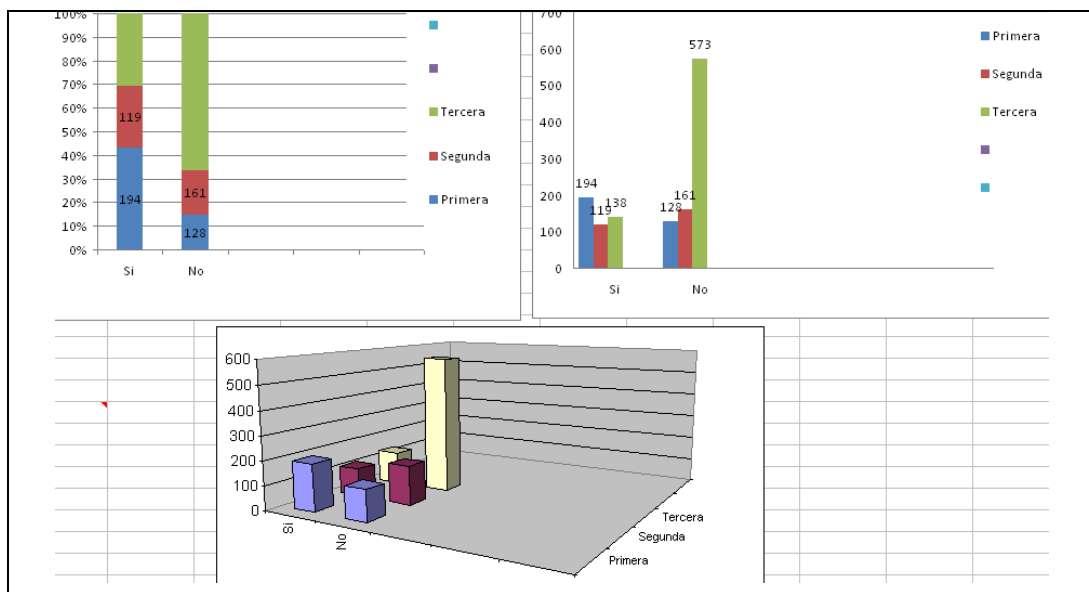 100%
90%
80%
70%
60%
50%
40%
30%
20%
10%
0%
119
194
161
128
Si No
Tercera
Segunda
Primera
700
600
500
400
300
200
100
0
194
119
138
128
161
573
Si No
Primera
Segunda
Tercera
600
500
400
300
200
100
0
Si
No
Tercera
Segunda
Primera